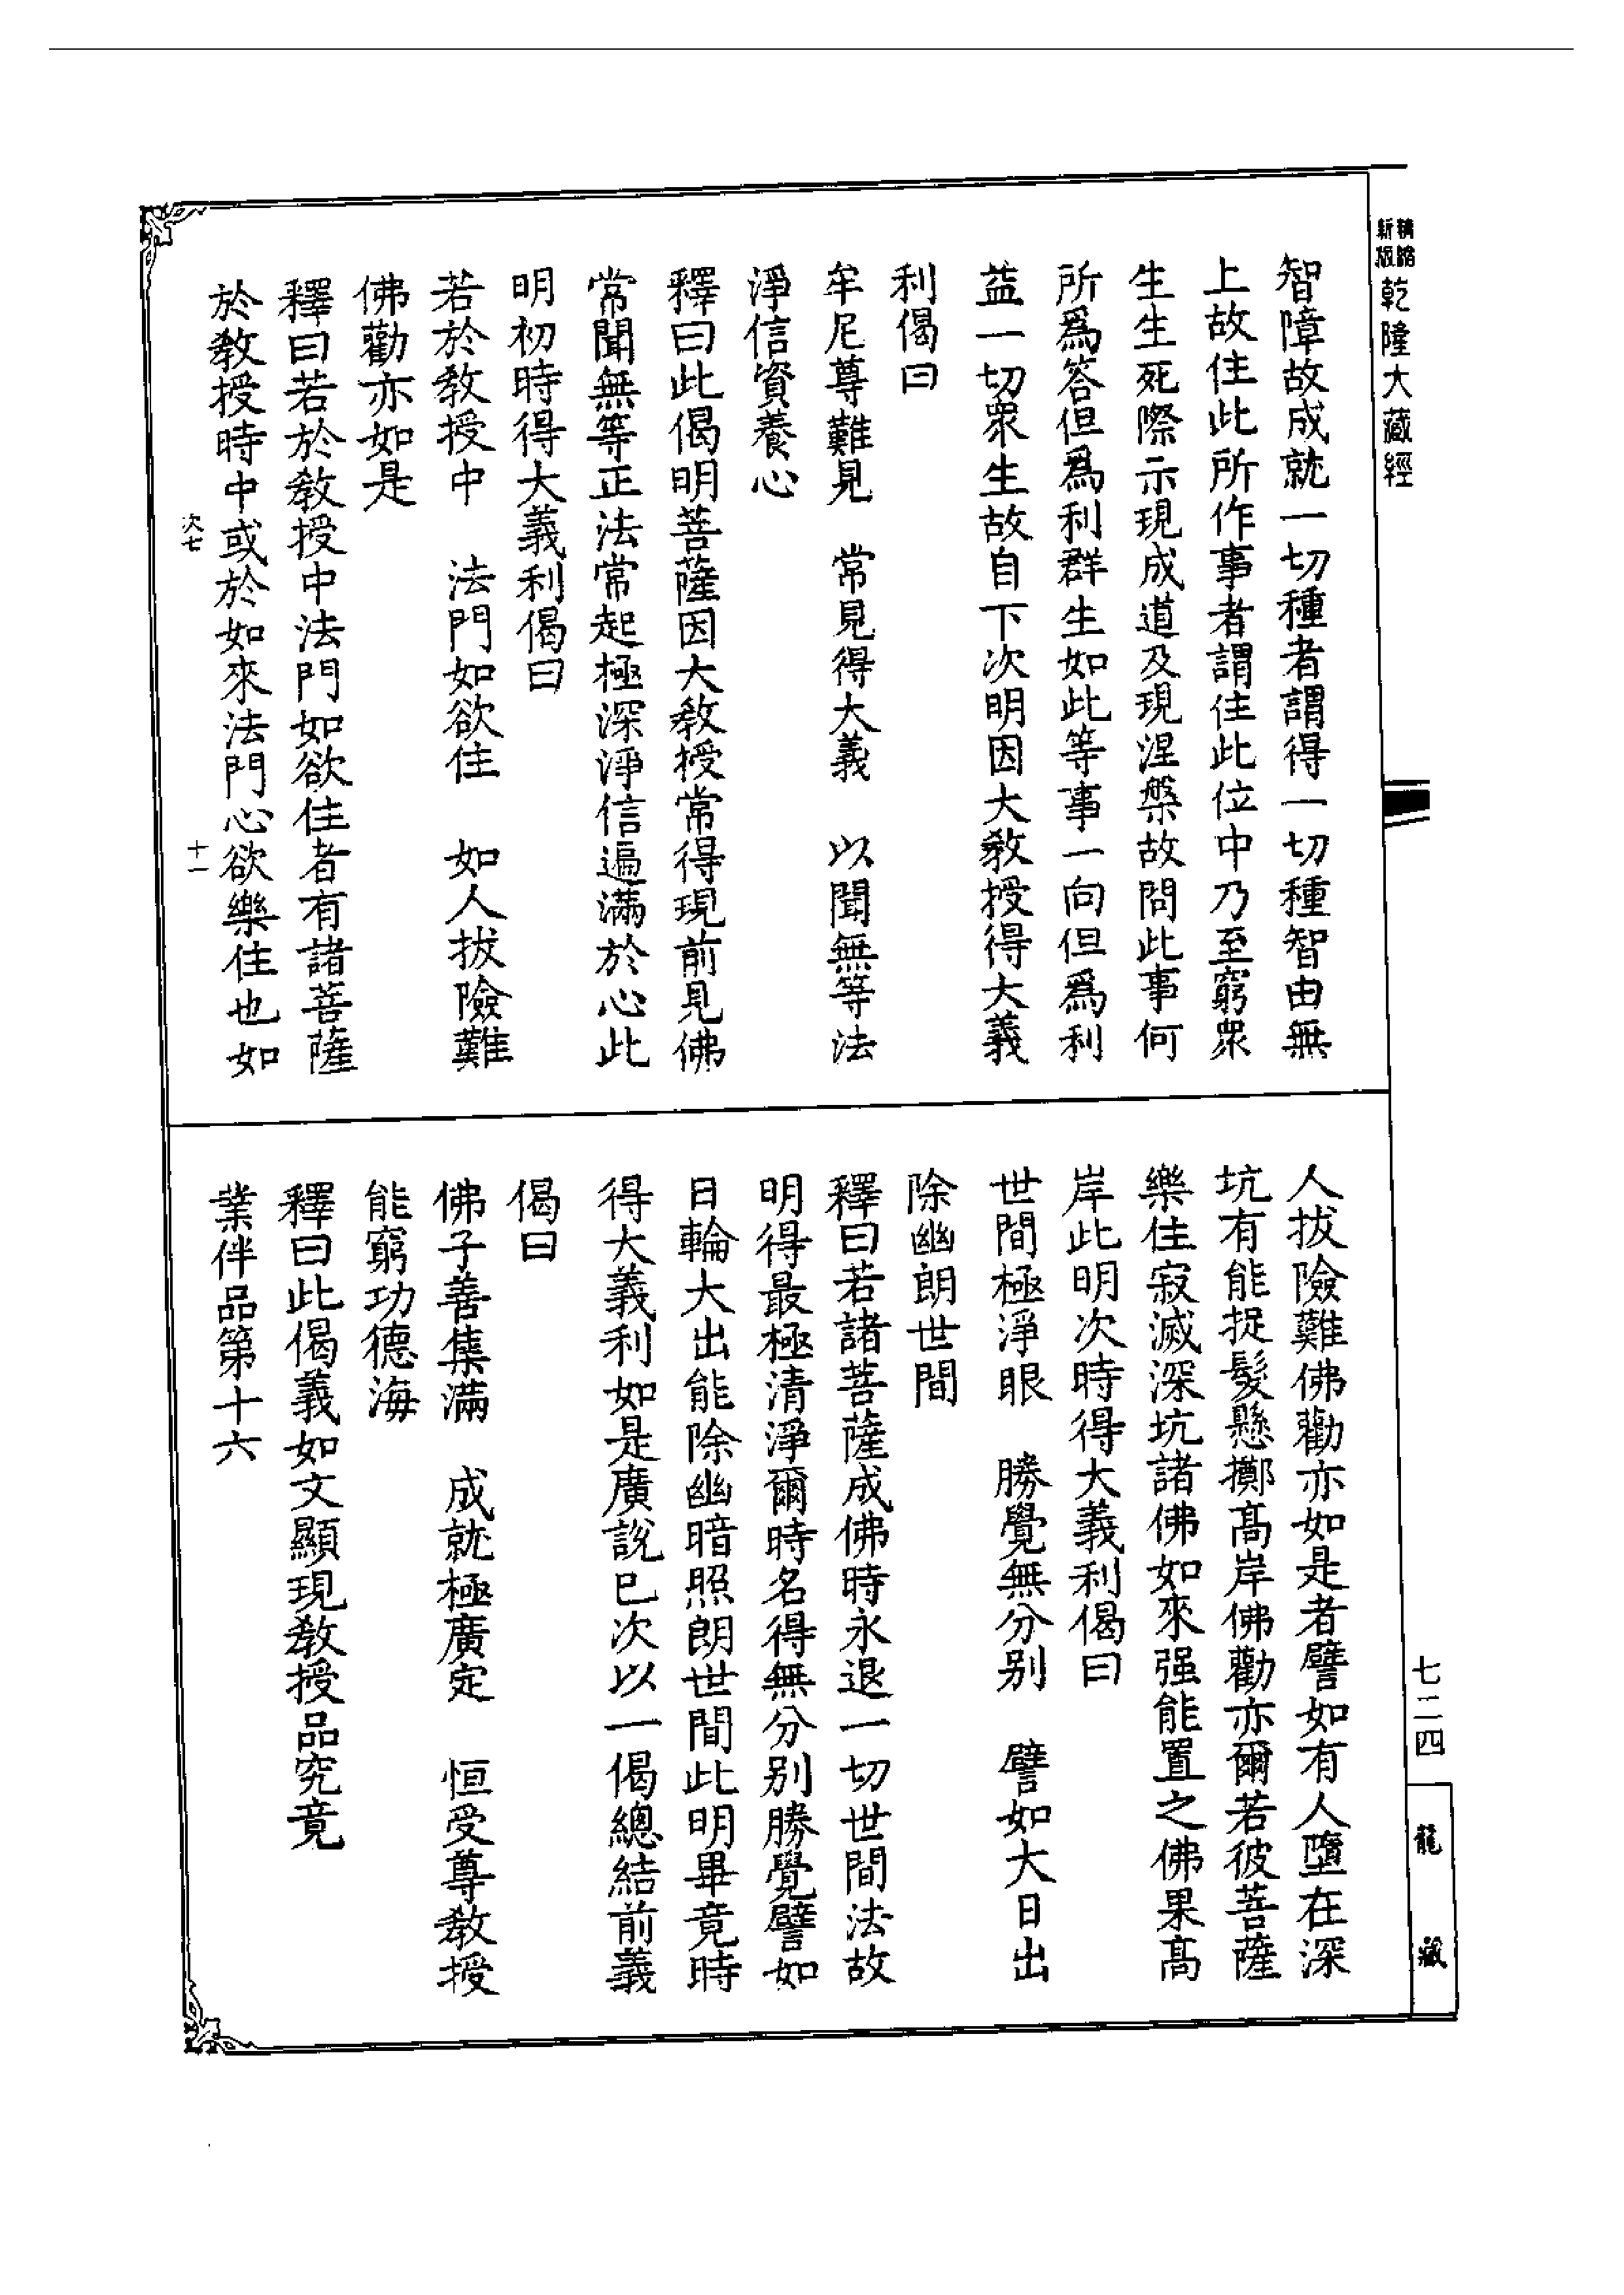 精縮新版
乾隆大藏經
智障故成就一切種者謂得一切種智由無
上故住此所作事者謂住此位中乃至窮眾
生生死際示現成道及現涅槃故問此事何
所爲答但爲利群生如此等事一向但爲利
益一切眾生故自下次明因大教授得大義
利偈曰
牟尼尊難見　常見得大義　以聞無等法
淨信資養心
釋曰此偈明菩薩因大教授常得現前見佛
常聞無等正法常起極深淨信遍滿於心此
明初時得大義利偈曰
若於教授中　法門如欲住　如人拔險難
佛勸亦如是
釋曰若於教授中法門如欲住者有諸菩薩
於教授時中或於如來法門心欲樂住也如
次七　十一
人拔險難佛勸亦如是者譬如有人墮在深
坑有能捉髮懸擲高岸佛勸亦爾若彼菩薩
樂住寂滅深坑諸佛如來强能置之佛果高
岸此明次時得大義利偈曰
世間極淨眼　勝覺無分别　譬如大日出
除幽朗世間
釋曰若諸菩薩成佛時永退一切世間法故
明得最極清淨爾時名得無分别勝覺譬如
日輪大出能除幽暗照朗世間此明畢竟時
得大義利如是廣說已次以一偈總結前義
偈曰
佛子善集滿　成就極廣定　恒受尊教授
能窮功德海
釋曰此偈義如文顯現教授品究竟
業伴品第十六
七二四
龍藏